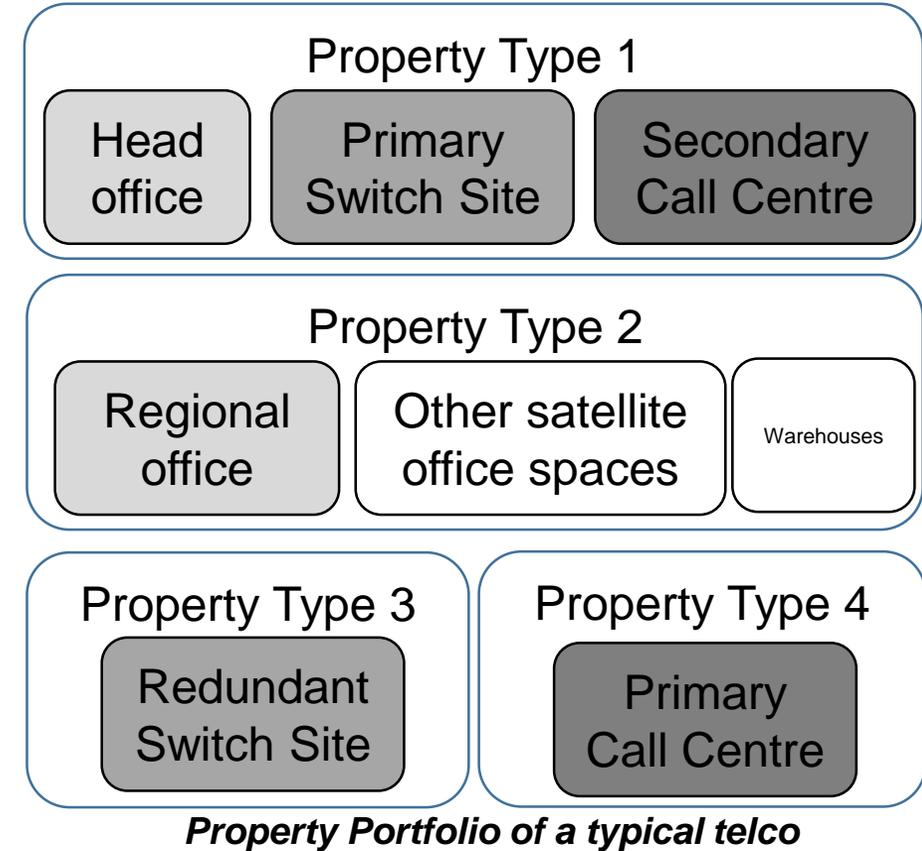 Property Type 1
Head
office
Primary
Switch Site
Secondary
Call Centre
Property Type 2
Regional
office
Other satellite
office spaces
Warehouses
Property Type 3
Redundant
Switch Site
Property Type 4
Primary
Call Centre
Property Portfolio of a typical telco